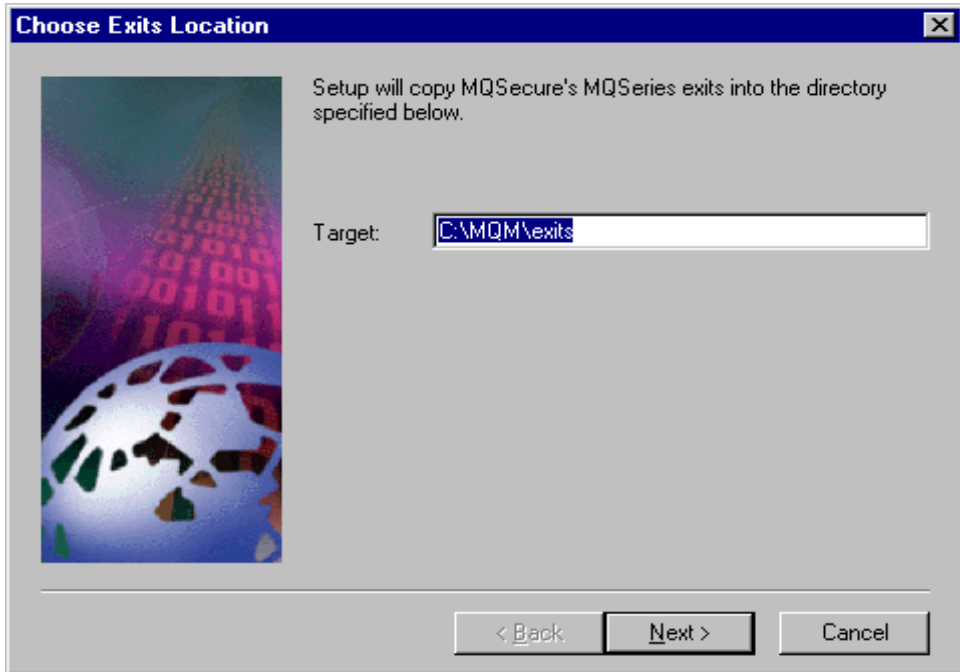 Choose Exits Location
Setup will copy MQSecure's MQSeries exits into the directory
specified below.
Target: C:\MQM\exits
< Back Next > Cancel